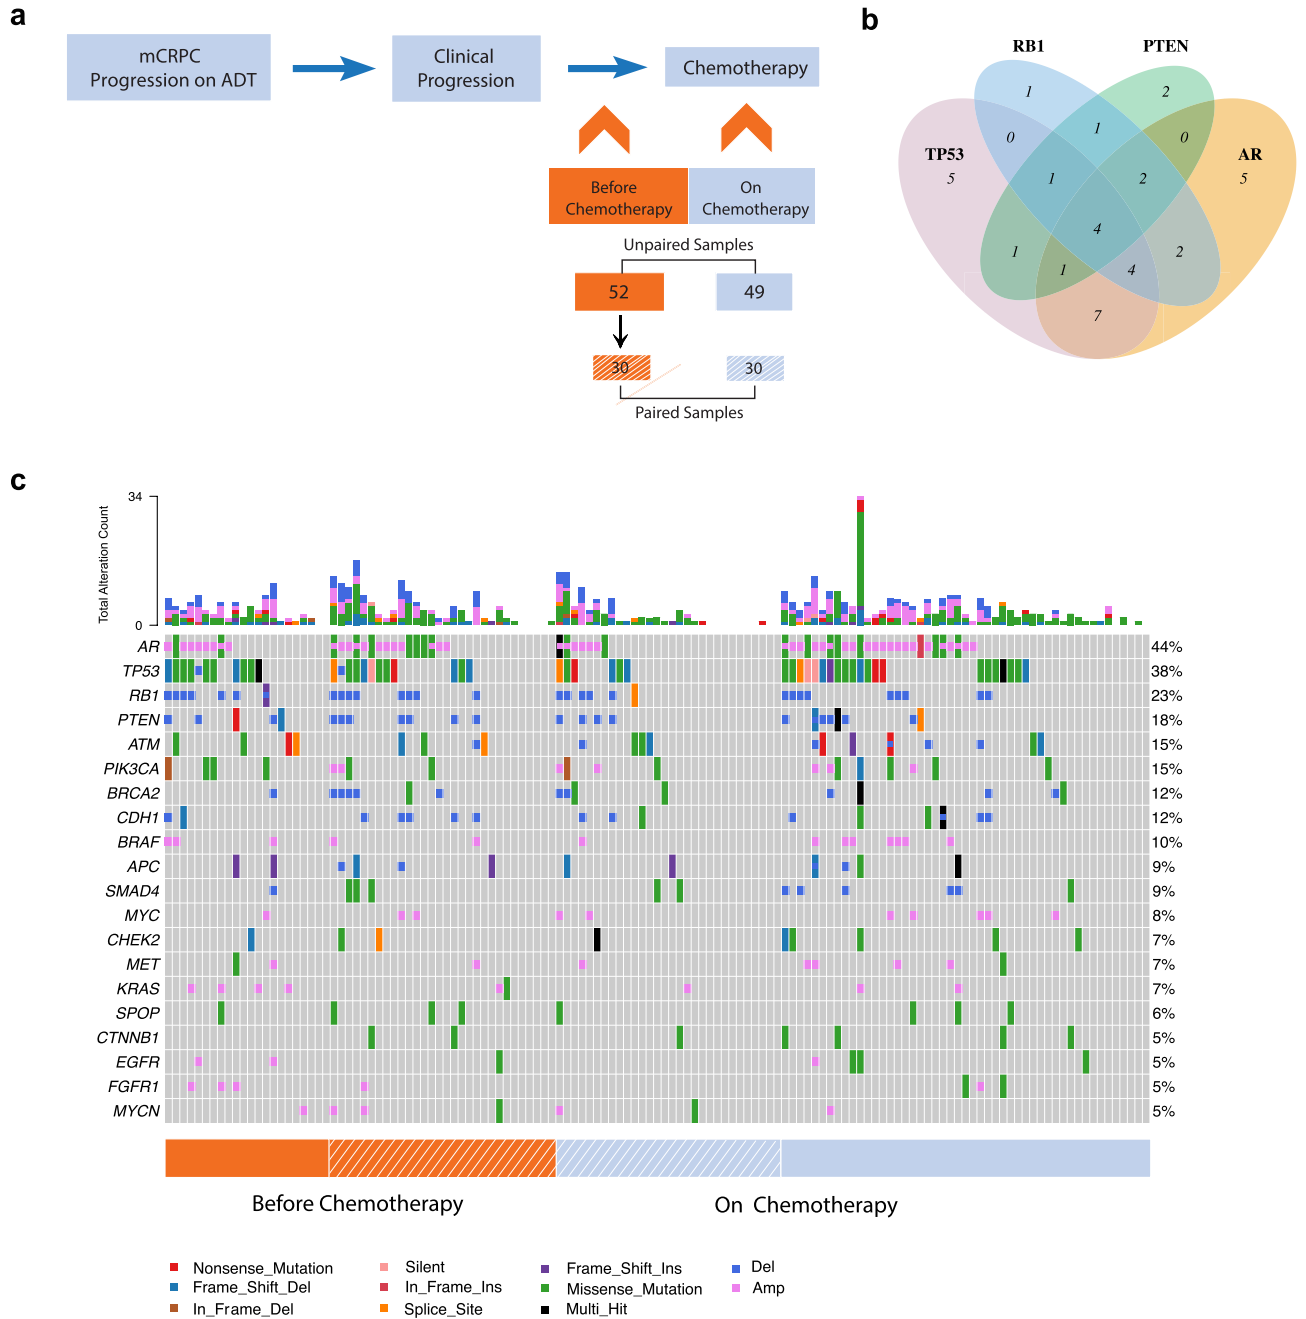 a
mCRPC
Progression on ADT
Clinical
Progression
Chemotherapy
Before
Chemotherapy
On
Chemotherapy
Unpaired Samples
52
49
30
30
Paired Samples
b
RB1
PTEN
TP53
AR
1
2
0
1
0
5
5
1
2
4
1
1
4
2
7
c
Total Alteration Count
34
0
AR 44%
TP53 38%
RB1 23%
PTEN 18%
ATM 15%
PIK3CA 15%
BRCA2 12%
CDH1 12%
BRAF 10%
APC 9%
SMAD4 9%
MYC 8%
CHEK2 7%
MET 7%
KRAS 7%
SPOP 6%
CTNNB1 5%
EGFR 5%
FGFR1 5%
MYCN 5%
Before Chemotherapy
On Chemotherapy
Nonsense_Mutation
Frame_Shift_Del
In_Frame_Del
Silent
In_Frame_Ins
Splice_Site
Frame_Shift_Ins
Missense_Mutation
Multi_Hit
Del
Amp